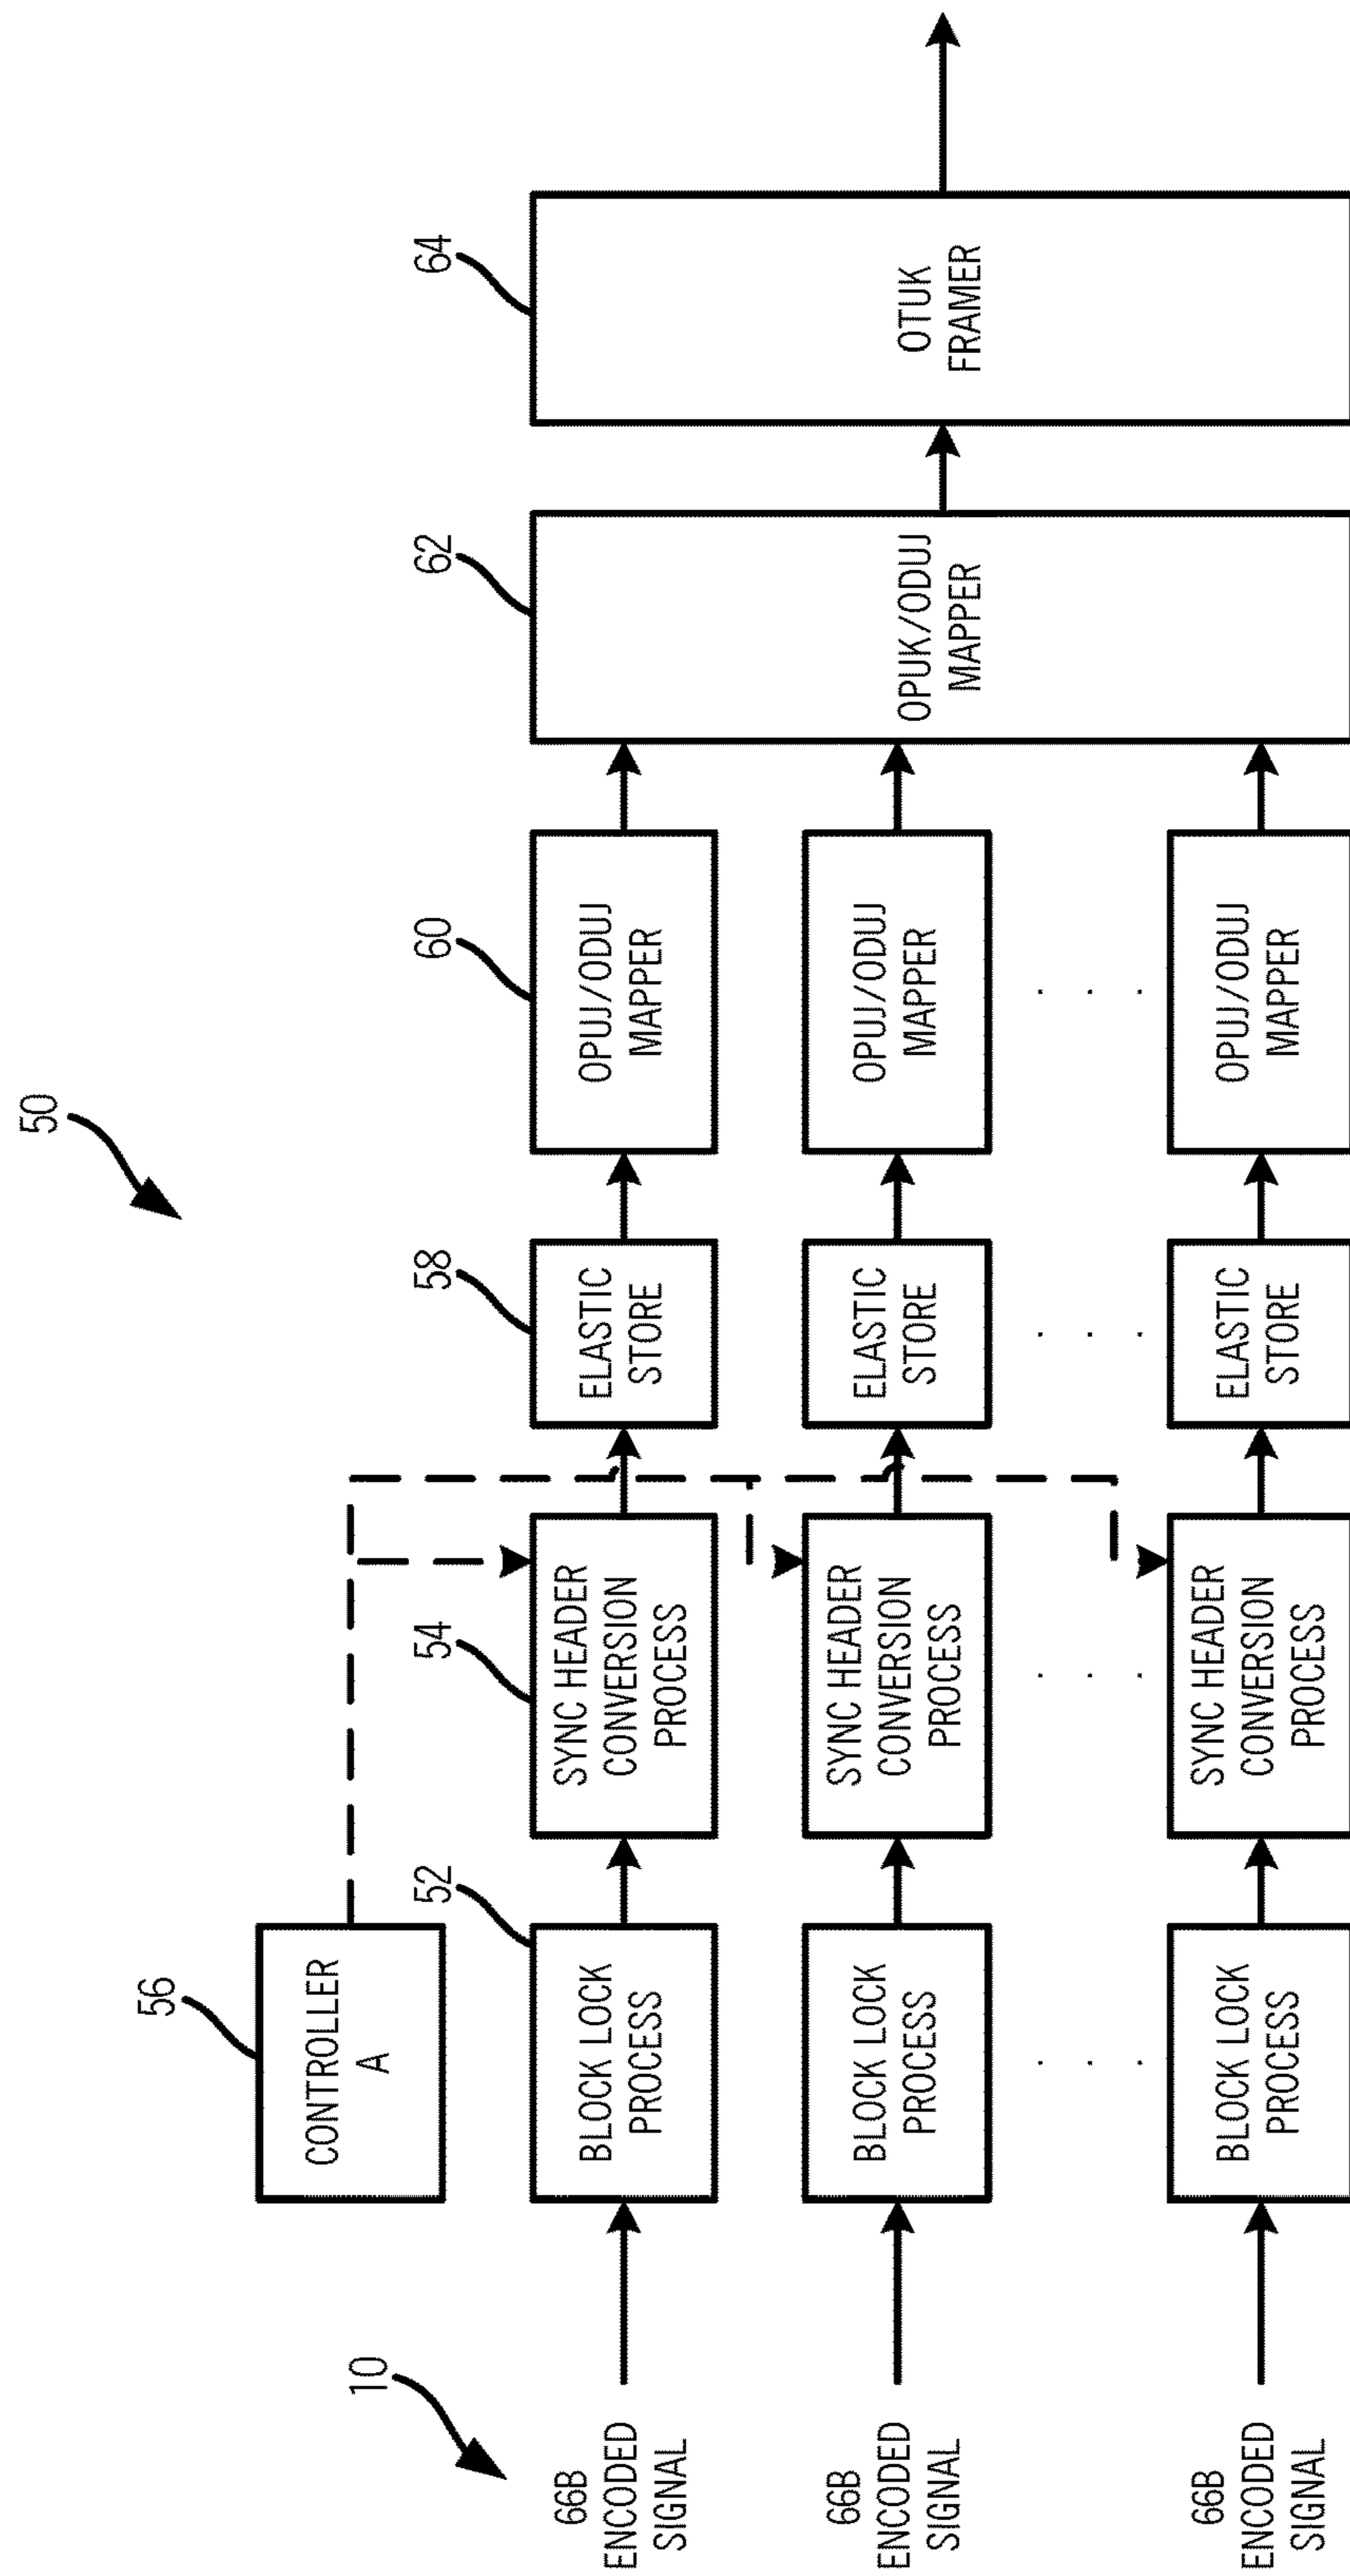 50
10
56
CONTROLLER
A
52
54
58
60
62
64
66B
ENCODED
SIGNAL
BLOCK LOCK
PROCESS
SYNC HEADER
CONVERSION
PROCESS
ELASTIC
STORE
OPUJ/ODUJ
MAPPER
66B
ENCODED
SIGNAL
BLOCK LOCK
PROCESS
SYNC HEADER
CONVERSION
PROCESS
ELASTIC
STORE
OPUJ/ODUJ
MAPPER
OPUK/ODUJ
MAPPER
OTUK
FRAMER
66B
ENCODED
SIGNAL
BLOCK LOCK
PROCESS
SYNC HEADER
CONVERSION
PROCESS
ELASTIC
STORE
OPUJ/ODUJ
MAPPER